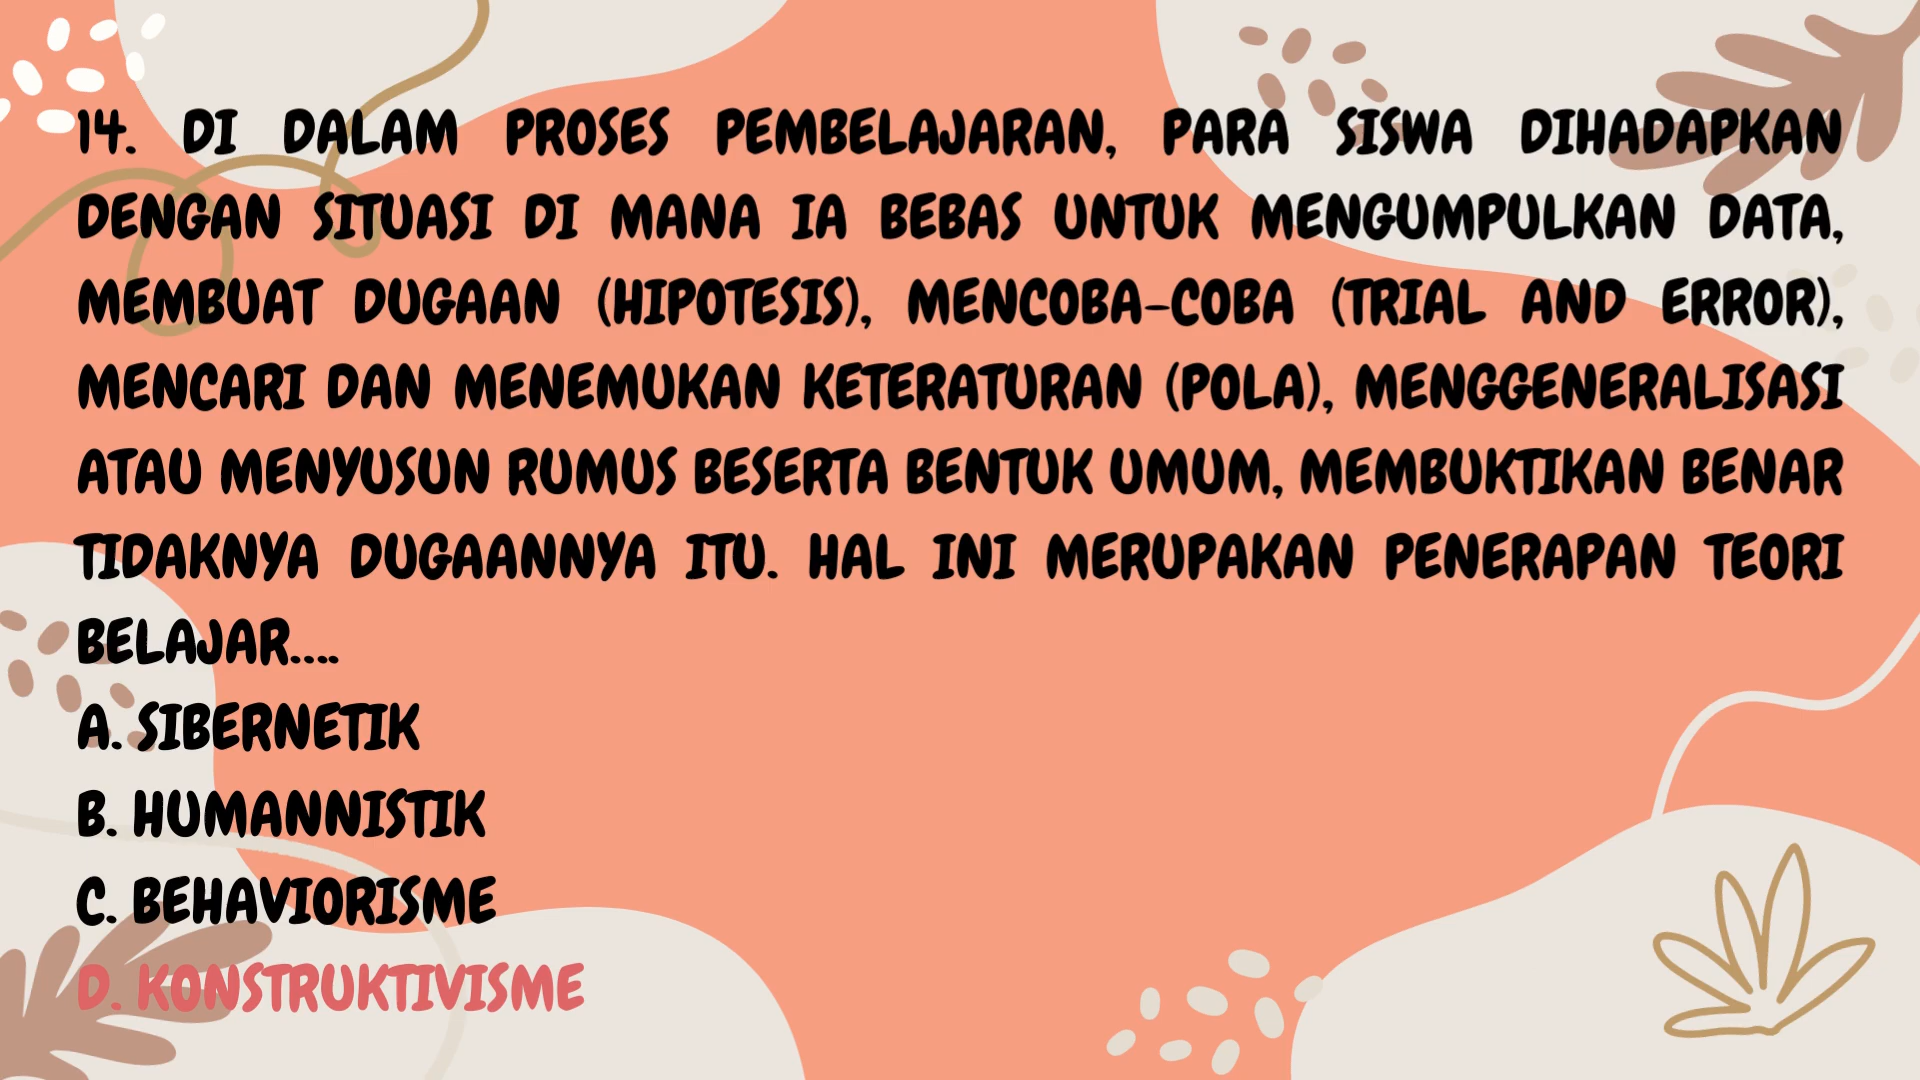 14. DI DALAM PROSES PEMBELAJARAN, PARA SISWA DIHADAPKAN
DENGAN SITUASI DI MANA IA BEBAS UNTUK MENGUMPULKAN DATA,
MEMBUAT DUGAAN (HIPOTESIS), MENCOBA-COBA (TRIAL AND ERROR),
MENCARI DAN MENEMUKAN KETERATURAN (POLA), MENGGENERALISASI
ATAU MENYUSUN RUMUS BESERTA BENTUK UMUM, MEMBUKTIKAN BENAR
TIDAKNYA DUGAANNYA ITU. HAL INI MERUPAKAN PENERAPAN TEORI
BELAJAR....
A. SIBERNETIK
B. HUMANNISTIK
C. BEHAVIORISME
D. KONSTRUKTIVISME